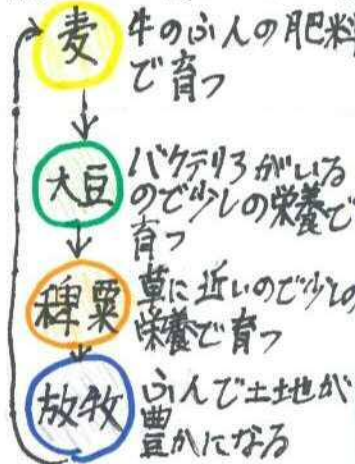 麦
牛のふんの肥料
で育つ
大豆
バクテリアがいる
ので少しの栄養で
育つ
稗 粟
草に近いので少しの
栄養で育つ
放牧
ふんで土地が
豊かになる